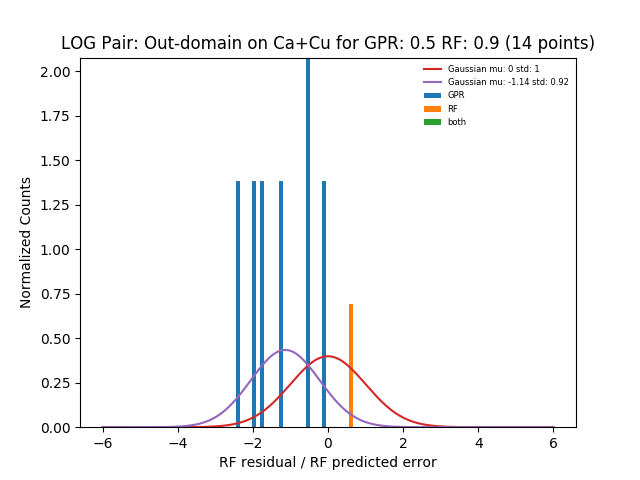 LOG Pair: Out-domain on Ca+Cu for GPR: 0.5 RF: 0.9 (14 points)
Gaussian mu: 0 std: 1
Gaussian mu: -1.14 std: 0.92
GPR
RF
both
Normalized Counts
2.00
1.75
1.50
1.25
1.00
0.75
0.50
0.25
0.00
−6
−4
−2
0
2
4
6
RF residual / RF predicted error